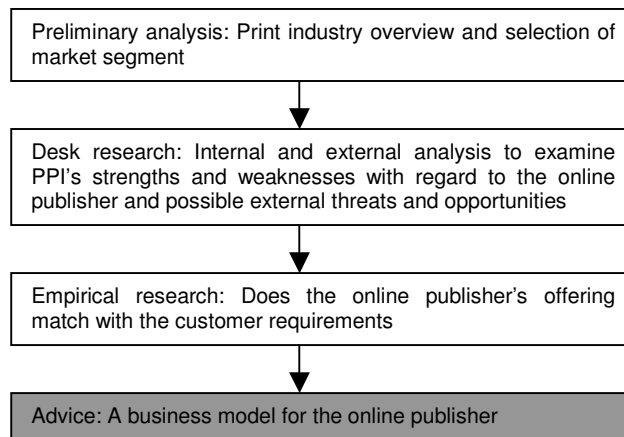 Preliminary analysis: Print industry overview and selection of
market segment
Desk research: Internal and external analysis to examine
PPI's strengths and weaknesses with regard to the online
publisher and possible external threats and opportunities
Empirical research: Does the online publisher's offering
match with the customer requirements
Advice: A business model for the online publisher